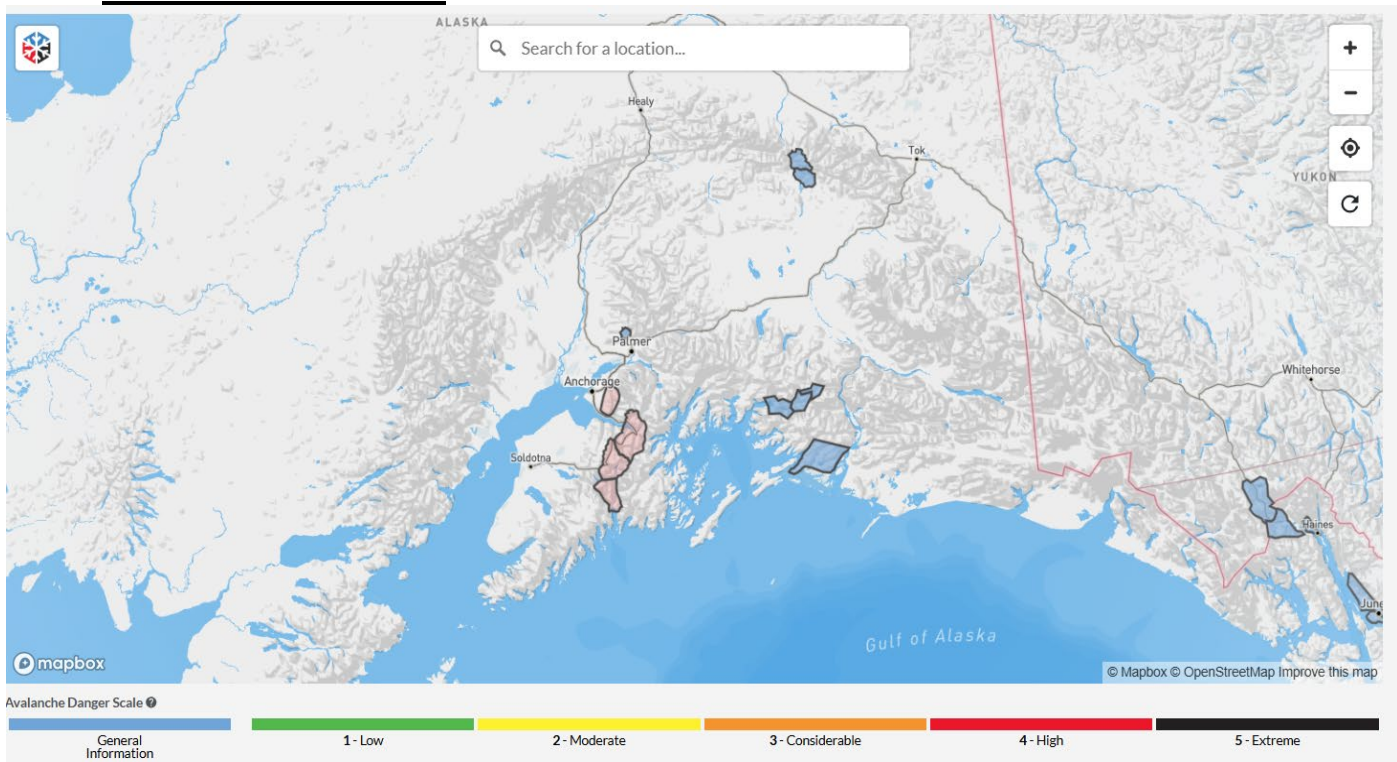 ALASKA
Search for a location...
Healy
Tok
YUKON
Palmer
Anchorage
Whitehorse
Soldotna
Haines
June
Gulf of Alaska
mapbox
© Mapbox © OpenStreetMap Improve this map
Avalanche Danger Scale
General
Information
1 - Low
2 - Moderate
3 - Considerable
4 - High
5 - Extreme